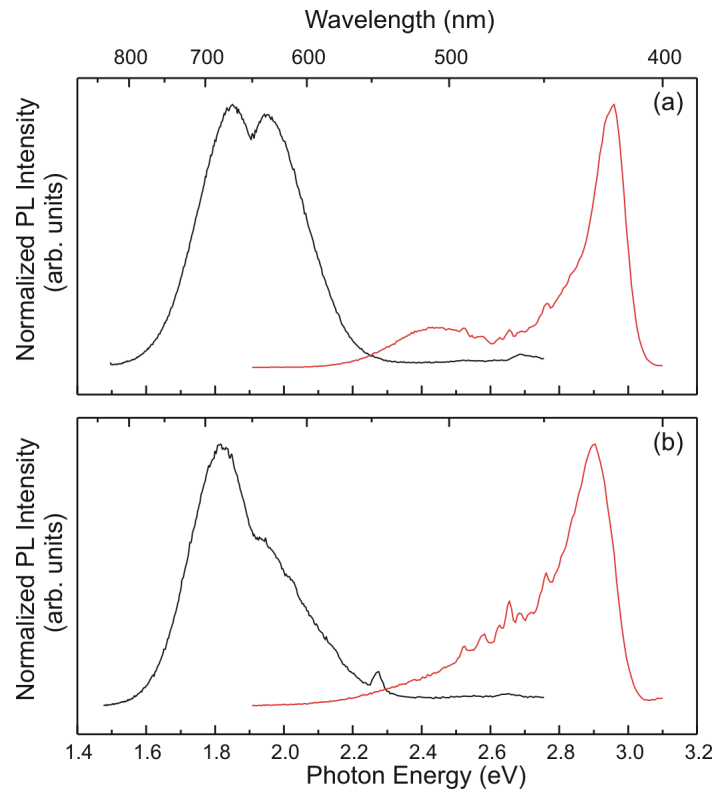 Wavelength (nm)
800 700 600 500 400
(a)
Normalized PL Intensity
(arb. units)
(b)
Normalized PL Intensity
(arb. units)
1.4 1.6 1.8 2.0 2.2 2.4 2.6 2.8 3.0 3.2
Photon Energy (eV)